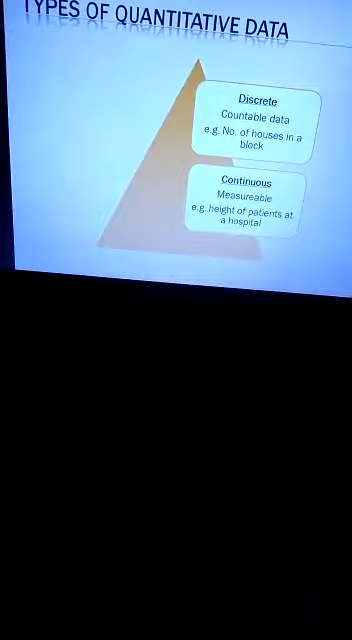 TYPES OF QUANTITATIVE DATA
Discrete
Countable data
e.g. No. of houses in a
block
Continuous
Measureable
e.g. height of patients at
a hospital